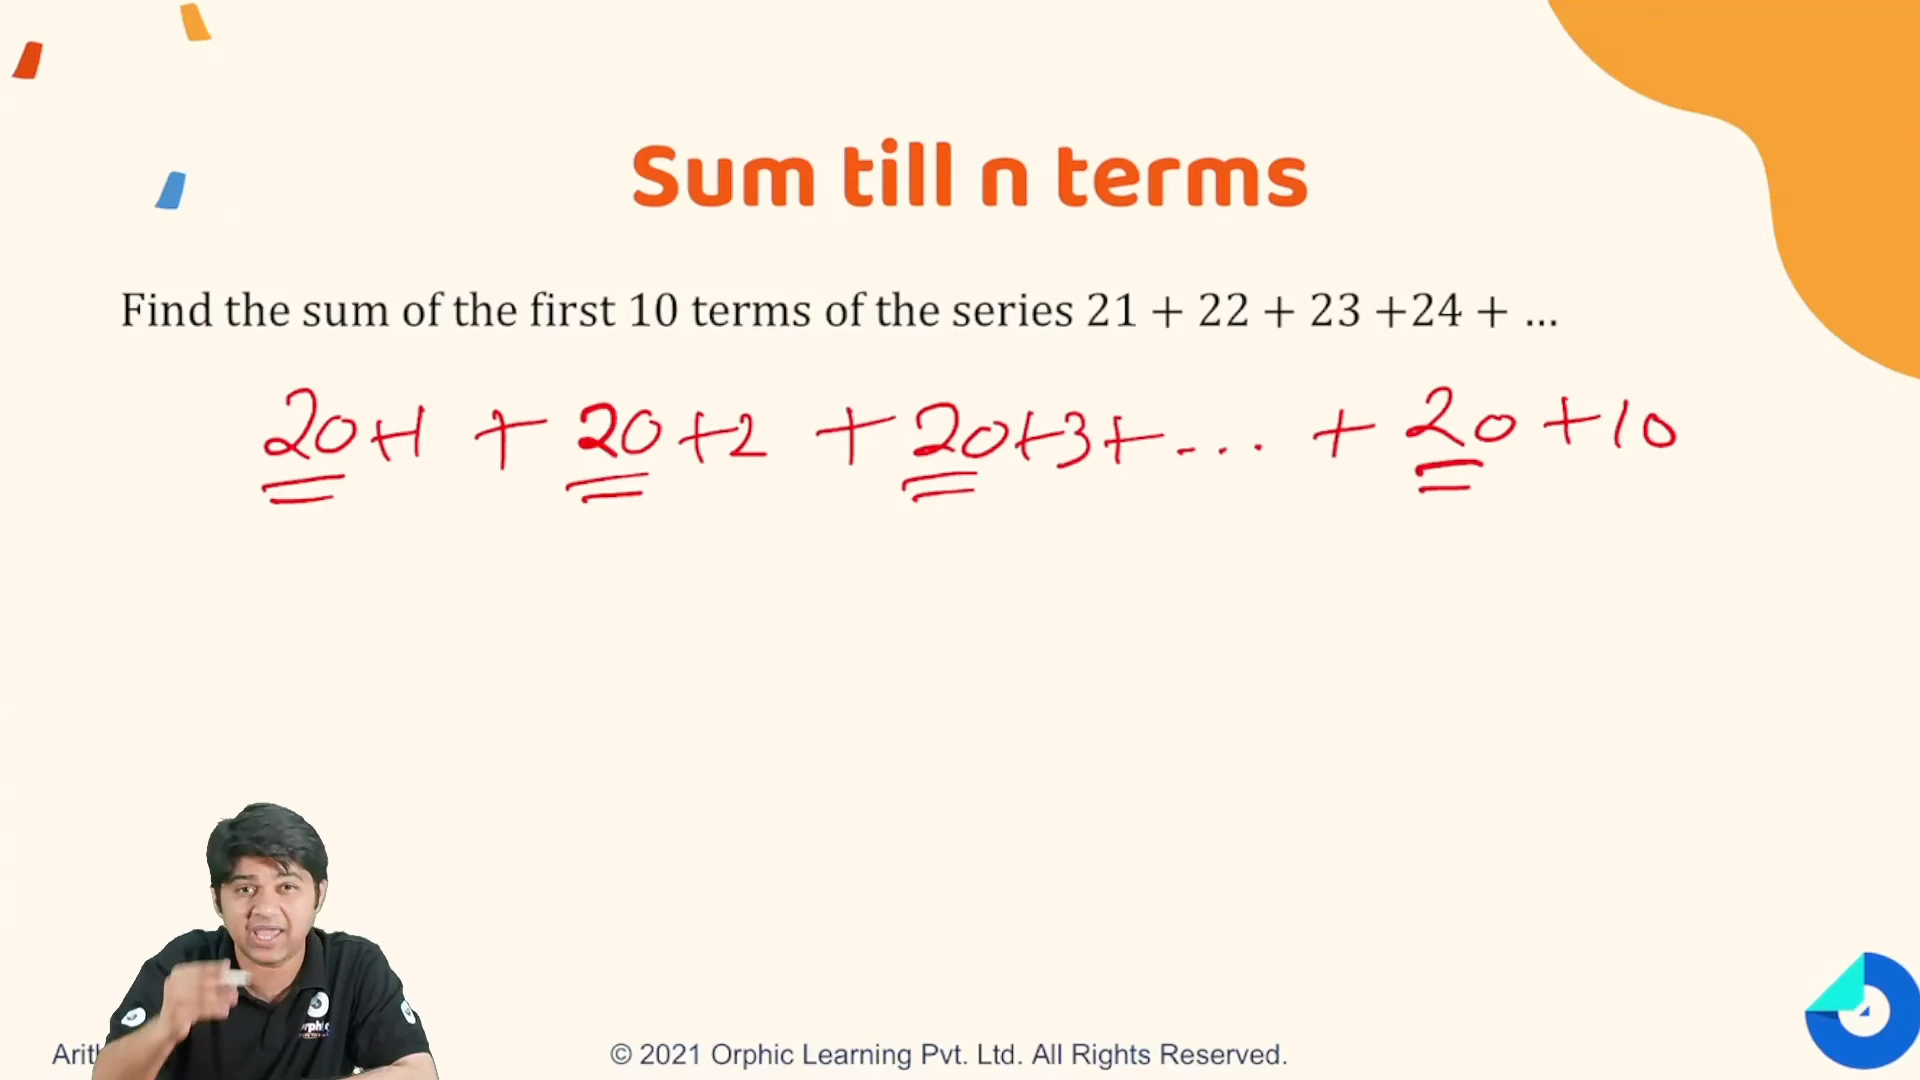 Sum till n terms
Find the sum of the first 10 terms of the series 21 + 22 + 23 +24 + ...
20+1 + 20+2 + 20+3+ ... + 20+10
© 2021 Orphic Learning Pvt. Ltd. All Rights Reserved.